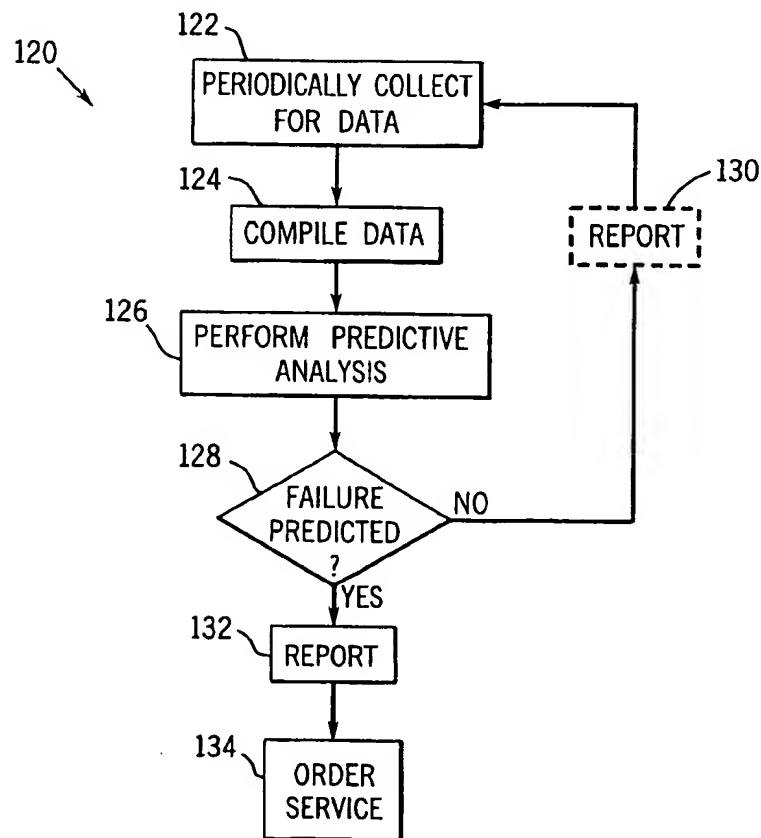 120
122
PERIODICALLY COLLECT
FOR DATA
124
COMPILE DATA
130
REPORT
126
PERFORM PREDICTIVE
ANALYSIS
128
FAILURE
PREDICTED
?
NO
YES
132
REPORT
134
ORDER
SERVICE